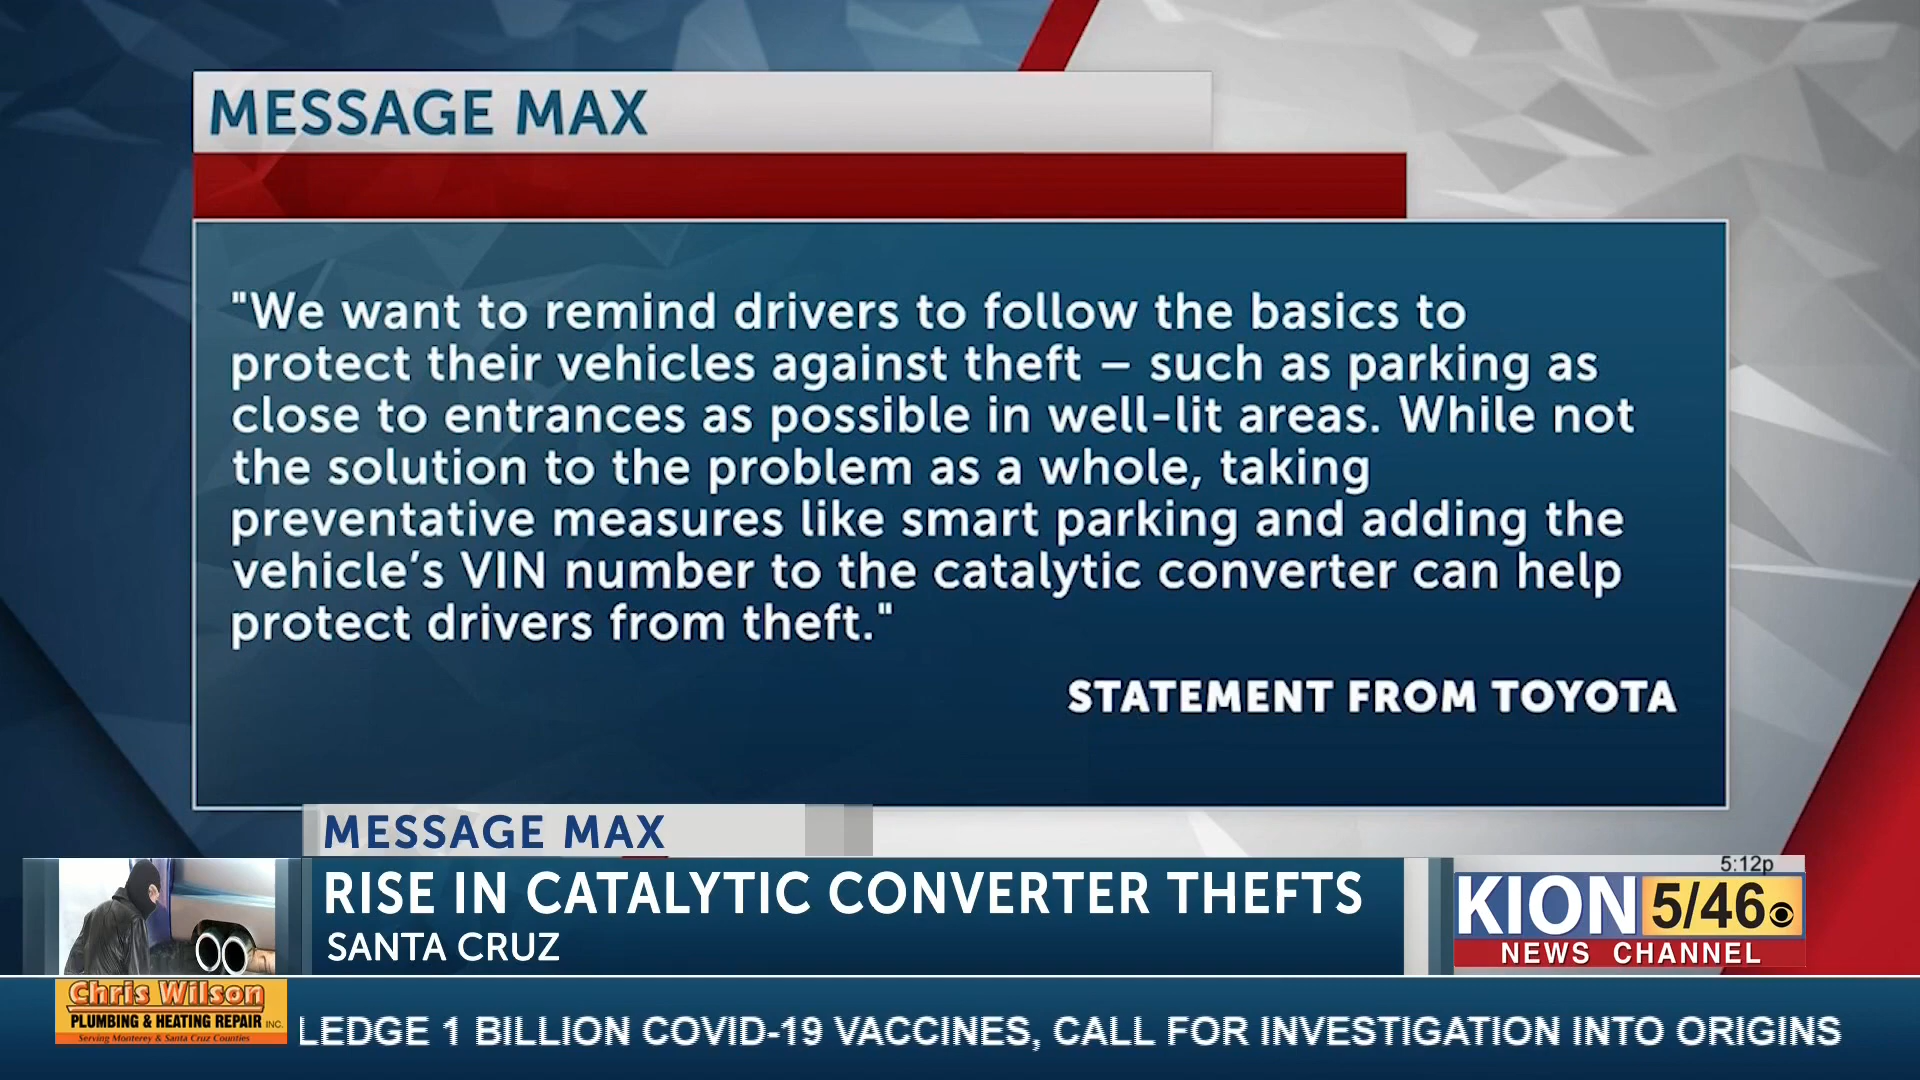 MESSAGE MAX
"We want to remind drivers to follow the basics to
protect their vehicles against theft – such as parking as
close to entrances as possible in well-lit areas. While not
the solution to the problem as a whole, taking
preventative measures like smart parking and adding the
vehicle’s VIN number to the catalytic converter can help
protect drivers from theft."
STATEMENT FROM TOYOTA
MESSAGE MAX
RISE IN CATALYTIC CONVERTER THEFTS
SANTA CRUZ
5:12p
KION 5/46
NEWS CHANNEL
Chris Wilson
PLUMBING & HEATING REPAIR INC.
Serving Monterey & Santa Cruz Counties
LEDGE 1 BILLION COVID-19 VACCINES, CALL FOR INVESTIGATION INTO ORIGINS